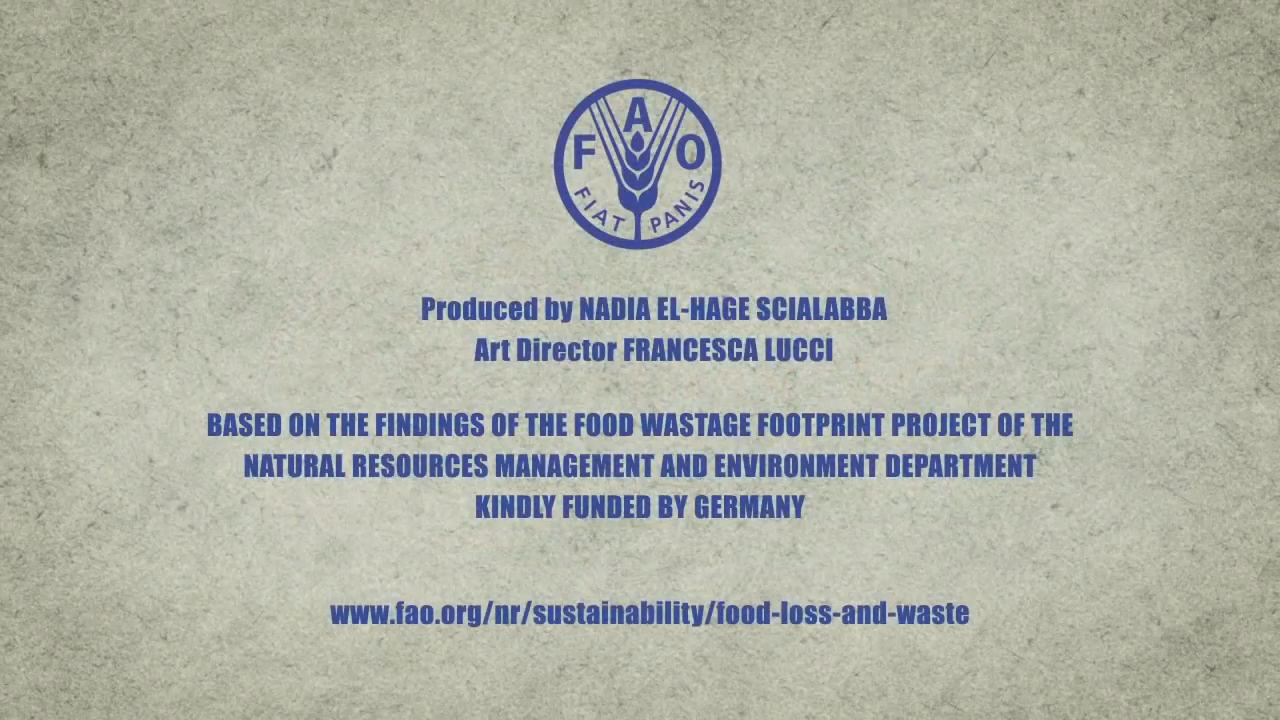 F A O
FIAT PANIS
Produced by NADIA EL-HAGE SCIALABBA
Art Director FRANCESCA LUCCI
BASED ON THE FINDINGS OF THE FOOD WASTAGE FOOTPRINT PROJECT OF THE
NATURAL RESOURCES MANAGEMENT AND ENVIRONMENT DEPARTMENT
KINDLY FUNDED BY GERMANY
www.fao.org/nr/sustainability/food-loss-and-waste